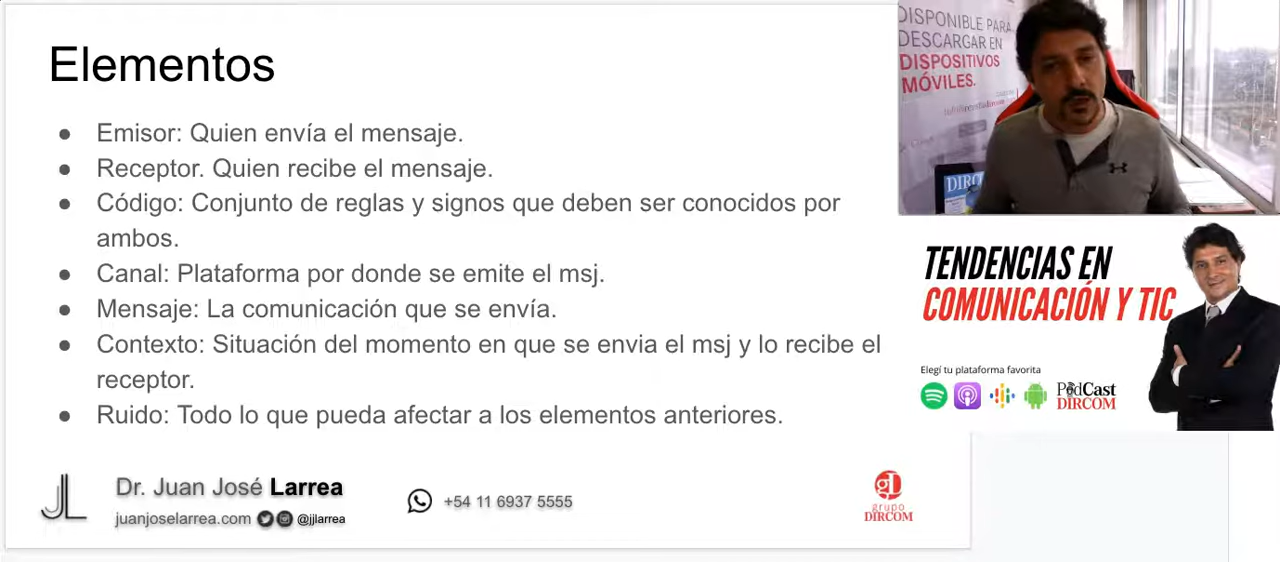 Elementos
● Emisor: Quien envía el mensaje.
● Receptor. Quien recibe el mensaje.
● Código: Conjunto de reglas y signos que deben ser conocidos por
ambos.
● Canal: Plataforma por donde se emite el msj.
● Mensaje: La comunicación que se envía.
● Contexto: Situación del momento en que se envia el msj y lo recibe el
receptor.
● Ruido: Todo lo que pueda afectar a los elementos anteriores.
JL
Dr. Juan José Larrea
juanjoselarrea.com @jjlarrea
+54 11 6937 5555
gD
grupo
DIRCOM
DISPONIBLE PARA
DESCARGAR EN
DISPOSITIVOS
MÓVILES.
DIRC
TENDENCIAS EN
COMUNICACIÓN Y TIC
Elegí tu plataforma favorita
PodCast
DIRCOM